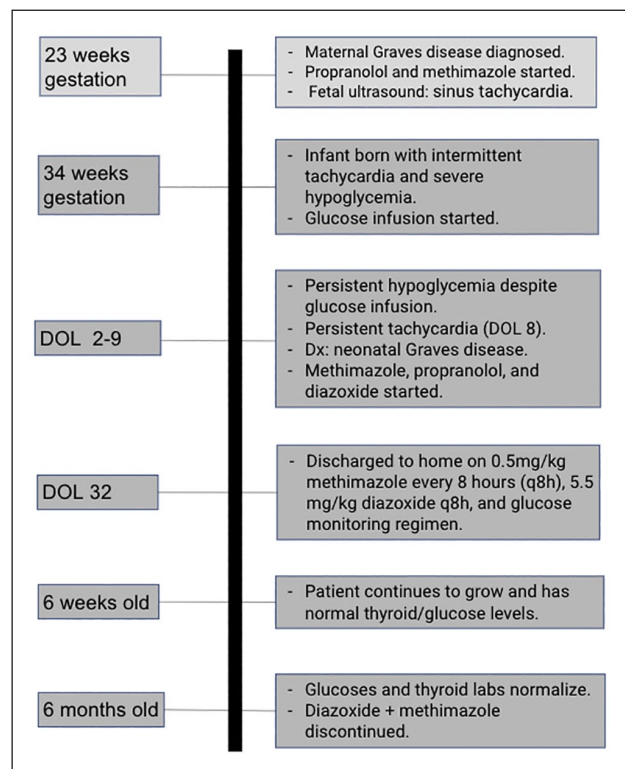 23 weeks
gestation
- Maternal Graves disease diagnosed.
- Propranolol and methimazole started.
- Fetal ultrasound: sinus tachycardia.
34 weeks
gestation
- Infant born with intermittent
tachycardia and severe
hypoglycemia.
- Glucose infusion started.
DOL 2-9
- Persistent hypoglycemia despite
glucose infusion.
- Persistent tachycardia (DOL 8).
- Dx: neonatal Graves disease.
- Methimazole, propranolol, and
diazoxide started.
DOL 32
- Discharged to home on 0.5mg/kg
methimazole every 8 hours (q8h), 5.5
mg/kg diazoxide q8h, and glucose
monitoring regimen.
6 weeks old
- Patient continues to grow and has
normal thyroid/glucose levels.
6 months old
- Glucoses and thyroid labs normalize.
- Diazoxide + methimazole
discontinued.